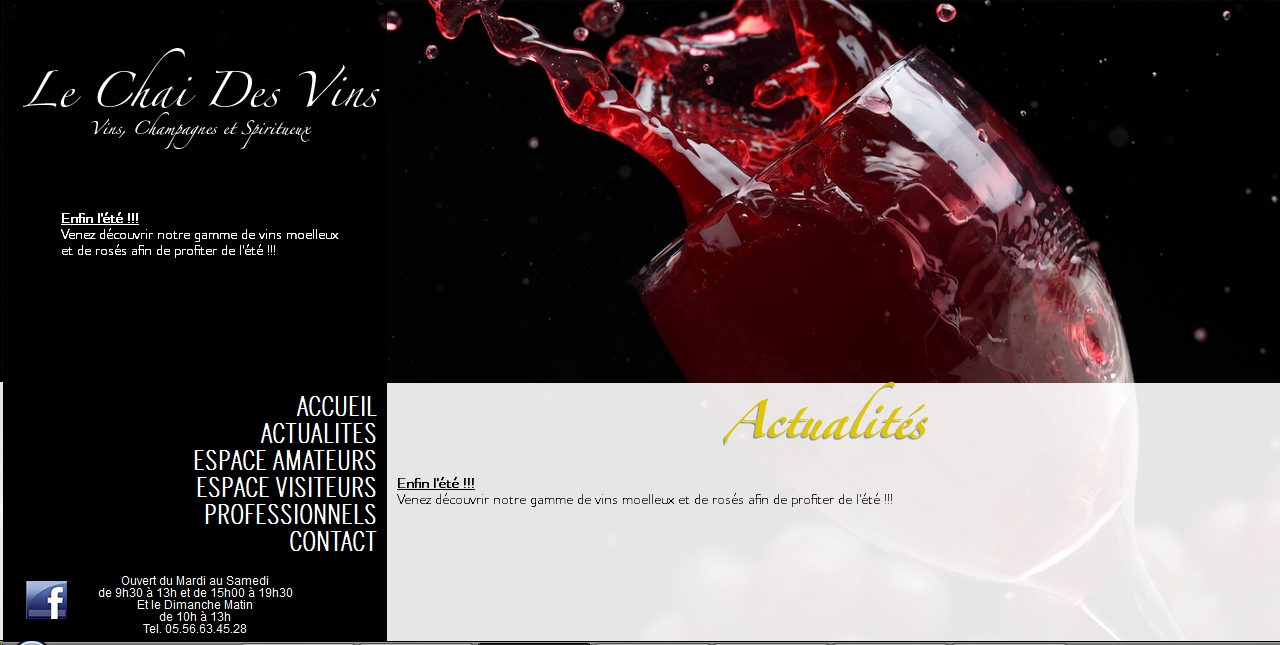 Le Chai Des Vins
Vins, Champagnes et Spiritueux
Enfin l'été !!!
Venez découvrir notre gamme de vins moelleux
et de rosés afin de profiter de l'été !!!
ACCUEIL
ACTUALITES
ESPACE AMATEURS
ESPACE VISITEURS
PROFESSIONNELS
CONTACT
f
Ouvert du Mardi au Samedi
de 9h30 à 13h et de 15h00 à 19h30
Et le Dimanche Matin
de 10h à 13h
Tel. 05.56.63.45.28
Actualités
Enfin l'été !!!
Venez découvrir notre gamme de vins moelleux et de rosés afin de profiter de l'été !!!